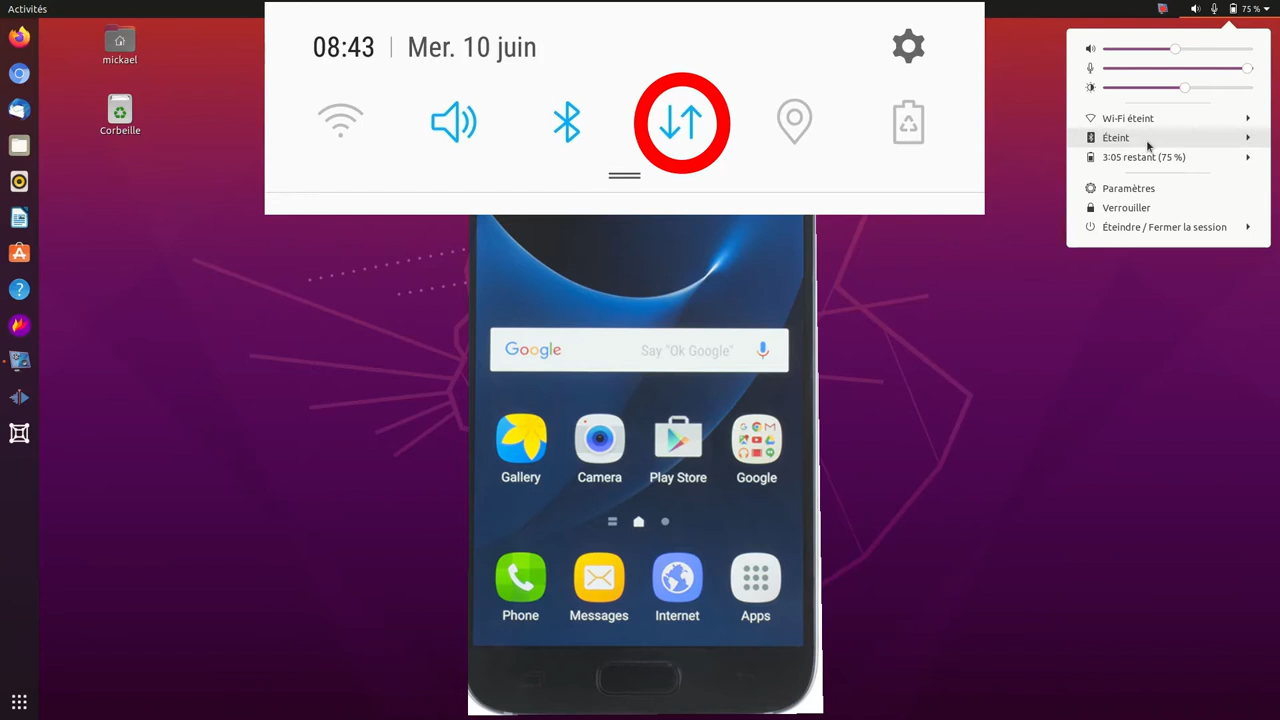 Activités
75 %
mickael
Corbeille
08:43 | Mer. 10 juin
Wi-Fi éteint
Éteint
3:05 restant (75 %)
Paramètres
Verrouiller
Éteindre / Fermer la session
Google
Say "Ok Google"
Gallery
Camera
Play Store
Google
Phone
Messages
Internet
Apps